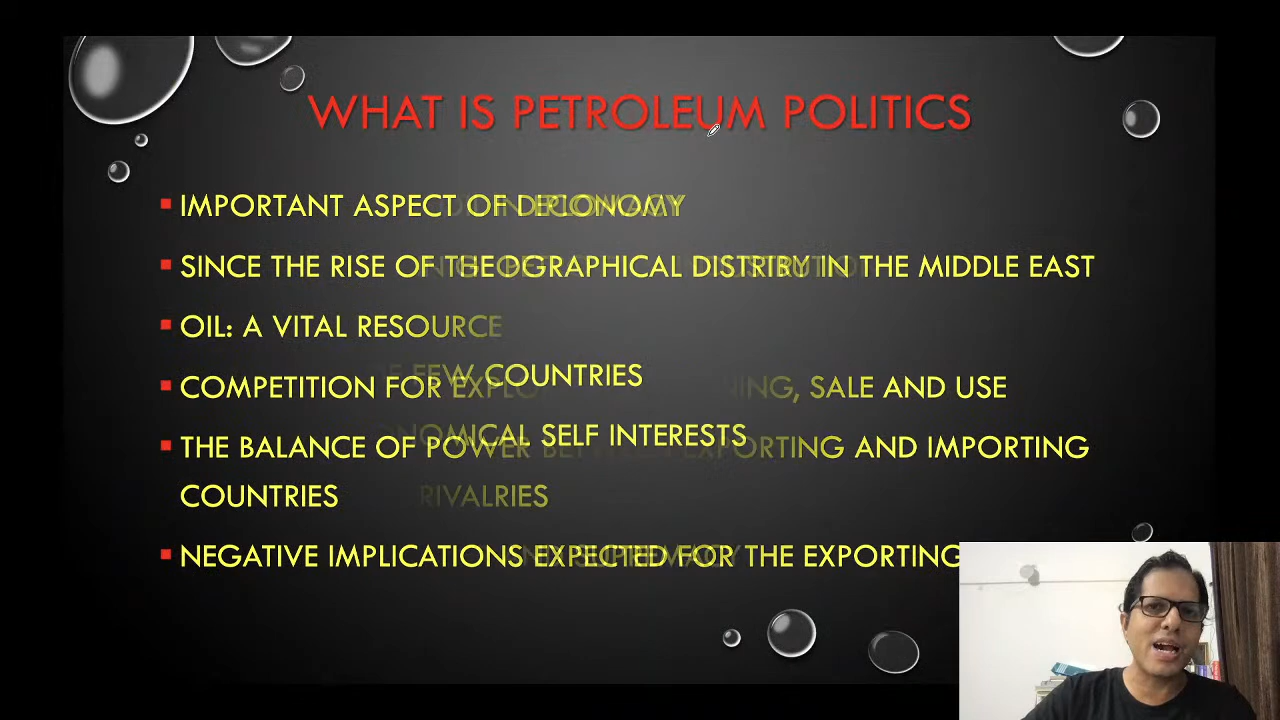 WHAT IS PETROLEUM POLITICS
IMPORTANT ASPECT OF
SINCE THE RISE OF IN THE MIDDLE EAST
OIL: A VITAL RESOURCE
FEW COUNTRIES
COMPETITION FOR SALE AND USE
SELF INTERESTS
THE BALANCE OF POWER EXPORTING AND IMPORTING
COUNTRIES RIVALRIES
NEGATIVE IMPLICATIONS FOR THE EXPORTING